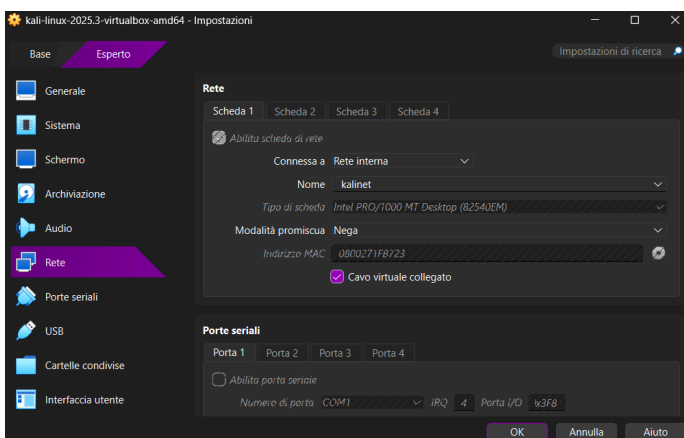 kali-linux-2025.3-virtualbox-amd64 - Impostazioni
Base Esperto
Impostazioni di ricerca
Generale
Sistema
Schermo
Archiviazione
Audio
Rete
Porte seriali
USB
Cartelle condivise
Interfaccia utente
Rete
Scheda 1 Scheda 2 Scheda 3 Scheda 4
Abilita scheda di rete
Connessa a Rete interna
Nome kalinet
Tipo di scheda Intel PRO/1000 MT Desktop (82540EM)
Modalità promiscua Nega
Indirizzo MAC 0800271FB723
Cavo virtuale collegato
Porte seriali
Porta 1 Porta 2 Porta 3 Porta 4
Abilita porta seriale
Numero di porta COM1 IRQ 4 Porta I/O 0x3F8
OK Annulla Aiuto